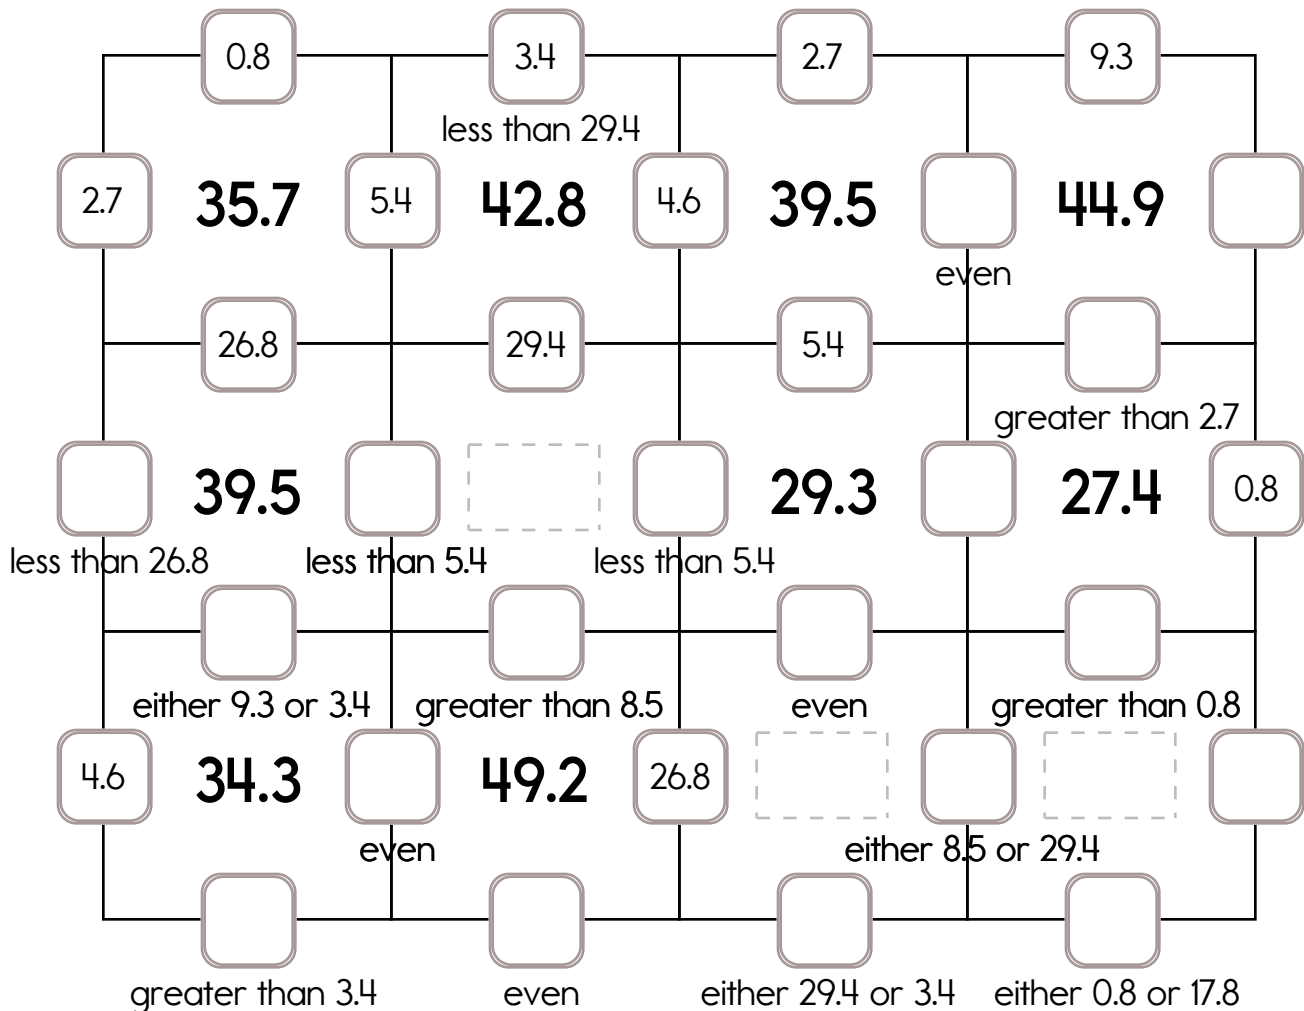 0.8 3.4 2.7 9.3
less than 29.4
2.7 35.7 5.4 42.8 4.6 39.5 44.9
even
26.8 29.4 5.4
greater than 2.7
39.5 29.3 27.4 0.8
less than 26.8 less than 5.4 less than 5.4
either 9.3 or 3.4 greater than 8.5 even greater than 0.8
4.6 34.3 49.2 26.8
even either 8.5 or 29.4
greater than 3.4 even either 29.4 or 3.4 either 0.8 or 17.8